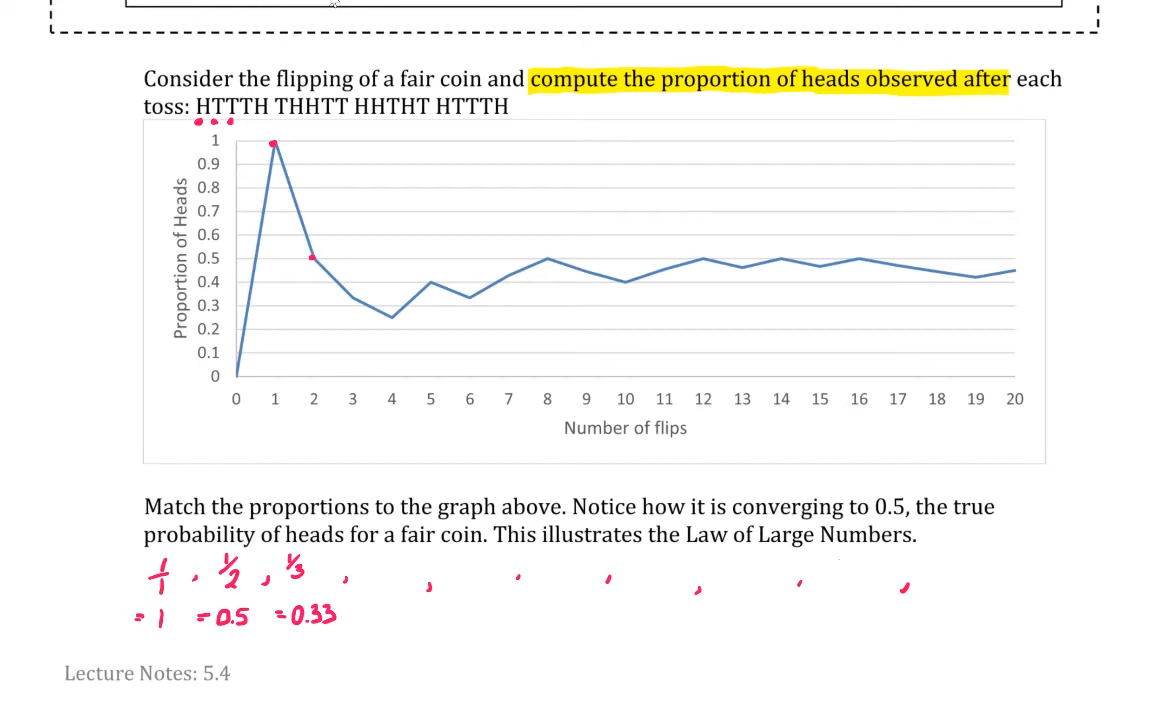 Consider the flipping of a fair coin and compute the proportion of heads observed after each
toss: HTTTH THHTT HHTHT HTTTH
1
0.9
0.8
0.7
0.6
0.5
0.4
0.3
0.2
0.1
0
Proportion of Heads
0 1 2 3 4 5 6 7 8 9 10 11 12 13 14 15 16 17 18 19 20
Number of flips
Match the proportions to the graph above. Notice how it is converging to 0.5, the true
probability of heads for a fair coin. This illustrates the Law of Large Numbers.
1/1 , 1/2 , 1/3 , , , , , , ,
= 1 = 0.5 = 0.33
Lecture Notes: 5.4